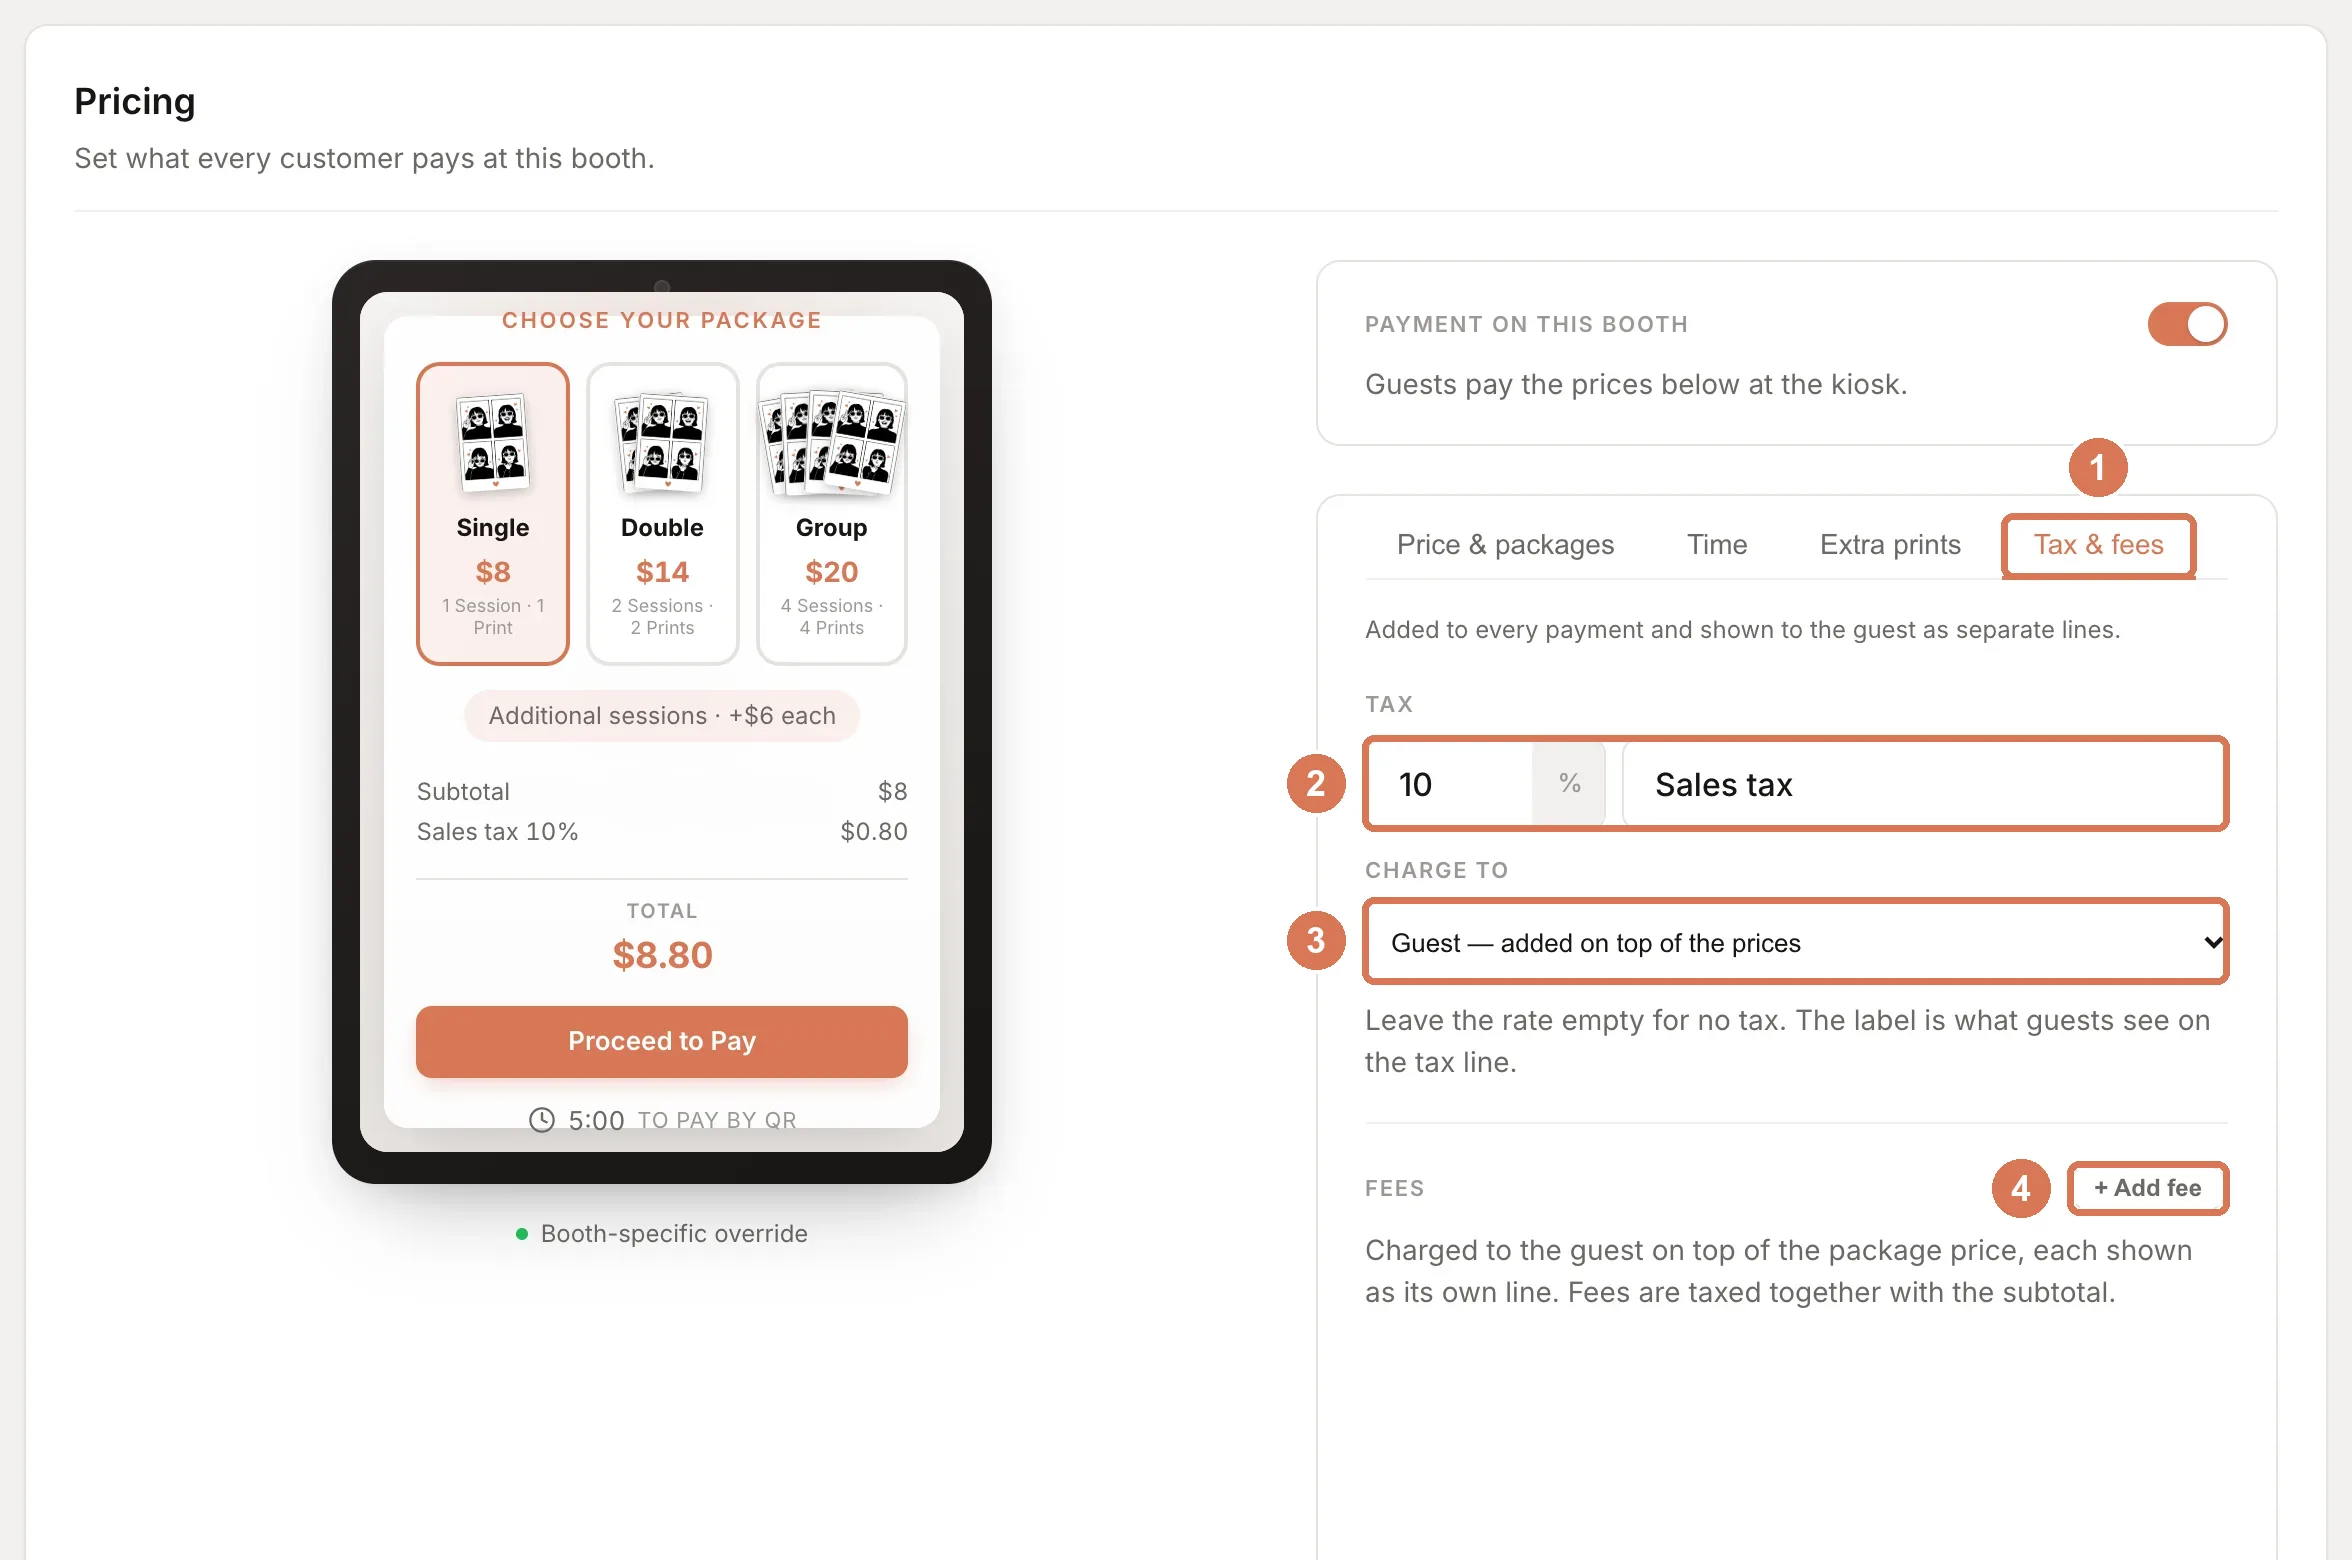 Pricing
Set what every customer pays at this booth.
CHOOSE YOUR PACKAGE
Single
$8
1 Session · 1
Print
Double
$14
2 Sessions ·
2 Prints
Group
$20
4 Sessions ·
4 Prints
Additional sessions · +$6 each
Subtotal $8
Sales tax 10% $0.80
TOTAL
$8.80
Proceed to Pay
5:00 TO PAY BY QR
Booth-specific override
PAYMENT ON THIS BOOTH
Guests pay the prices below at the kiosk.
1
Price & packages Time Extra prints Tax & fees
Added to every payment and shown to the guest as separate lines.
TAX
2 10 % Sales tax
CHARGE TO
3 Guest — added on top of the prices
Leave the rate empty for no tax. The label is what guests see on
the tax line.
FEES 4 + Add fee
Charged to the guest on top of the package price, each shown
as its own line. Fees are taxed together with the subtotal.